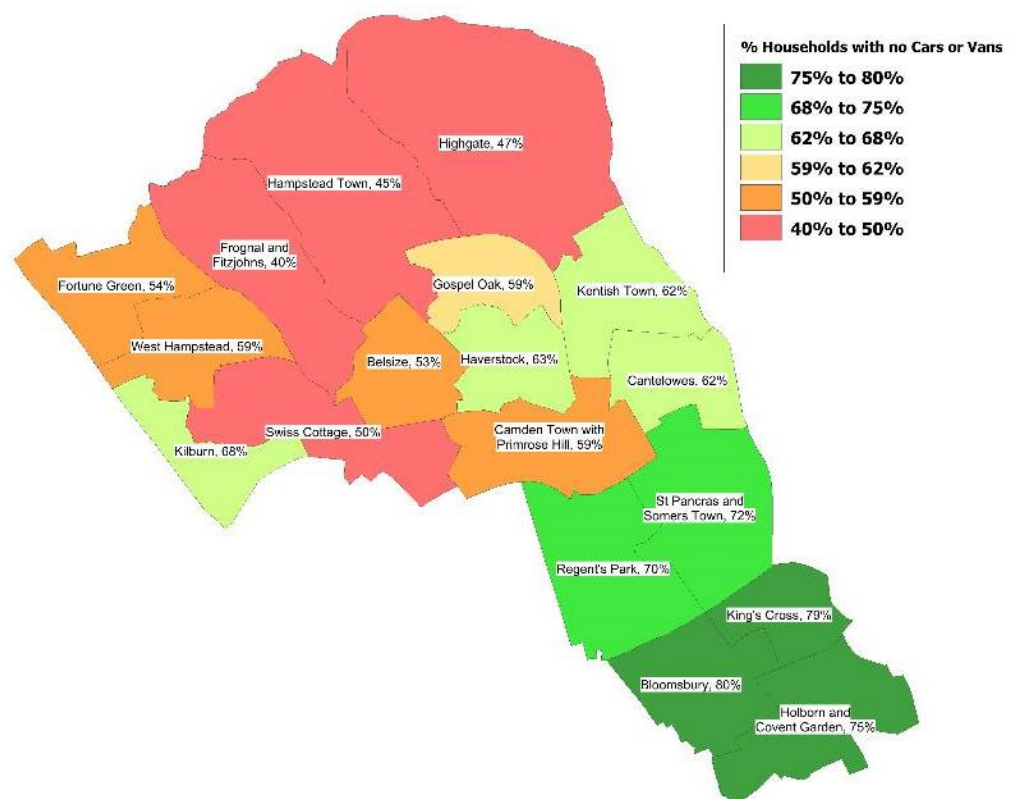 % Households with no Cars or Vans
75% to 80%
68% to 75%
62% to 68%
59% to 62%
50% to 59%
40% to 50%
Highgate, 47%
Hampstead Town, 45%
Frognal and
Fitzjohns, 40%
Fortune Green, 54%
Gospel Oak, 59%
Kentish Town, 62%
West Hampstead, 59%
Belsize, 53%
Haverstock, 63%
Cantelowes, 62%
Swiss Cottage, 50%
Camden Town with
Primrose Hill, 59%
Kilburn, 68%
St Pancras and
Somers Town, 72%
Regent's Park, 70%
King's Cross, 79%
Bloomsbury, 80%
Holborn and
Covent Garden, 75%